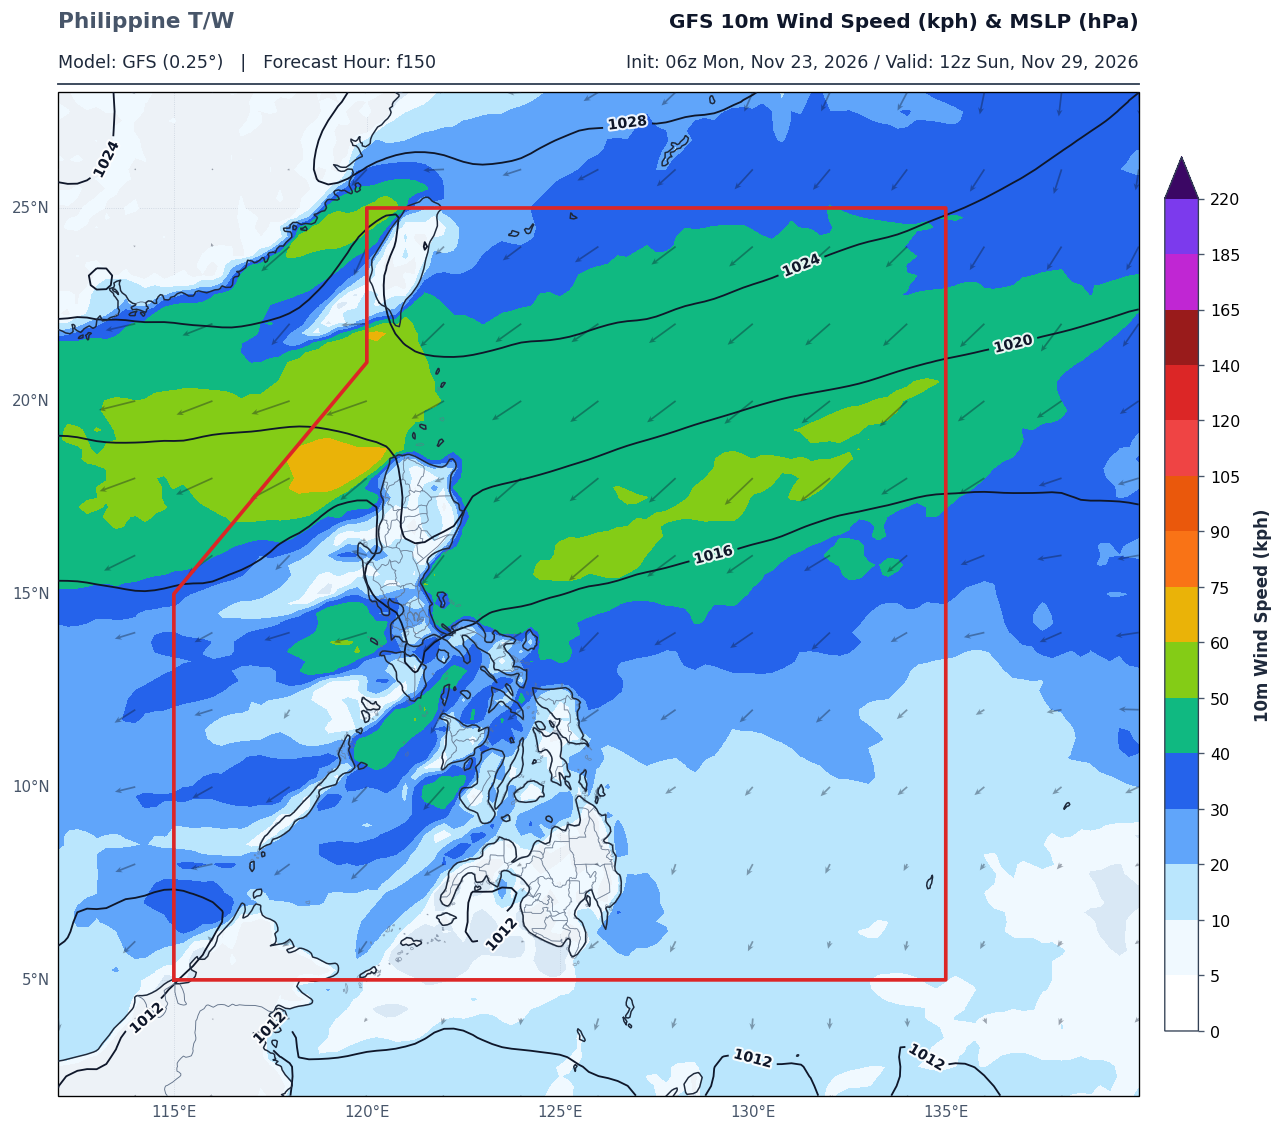 Philippine T/W
GFS 10m Wind Speed (kph) & MSLP (hPa)
Model: GFS (0.25°)   |   Forecast Hour: f150
Init: 06z Mon, Nov 23, 2026 / Valid: 12z Sun, Nov 29, 2026
1028
1024
1024
1020
1016
1012
1012
1012
1012
1012
25°N
20°N
15°N
10°N
5°N
115°E
120°E
125°E
130°E
135°E
220
185
165
140
120
105
90
75
60
50
40
30
20
10
5
0
10m Wind Speed (kph)